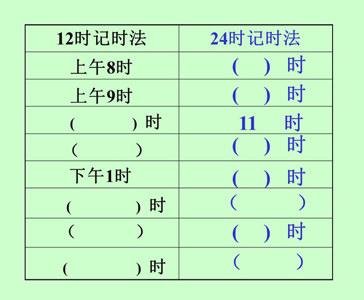 12时记时法 24时记时法
上午8时 ( ) 时
上午9时 ( ) 时
( ) 时 11 时
( ) ( ) 时
下午1时 ( ) 时
( ) 时 ( )
( ) ( ) 时
( ) 时 ( )